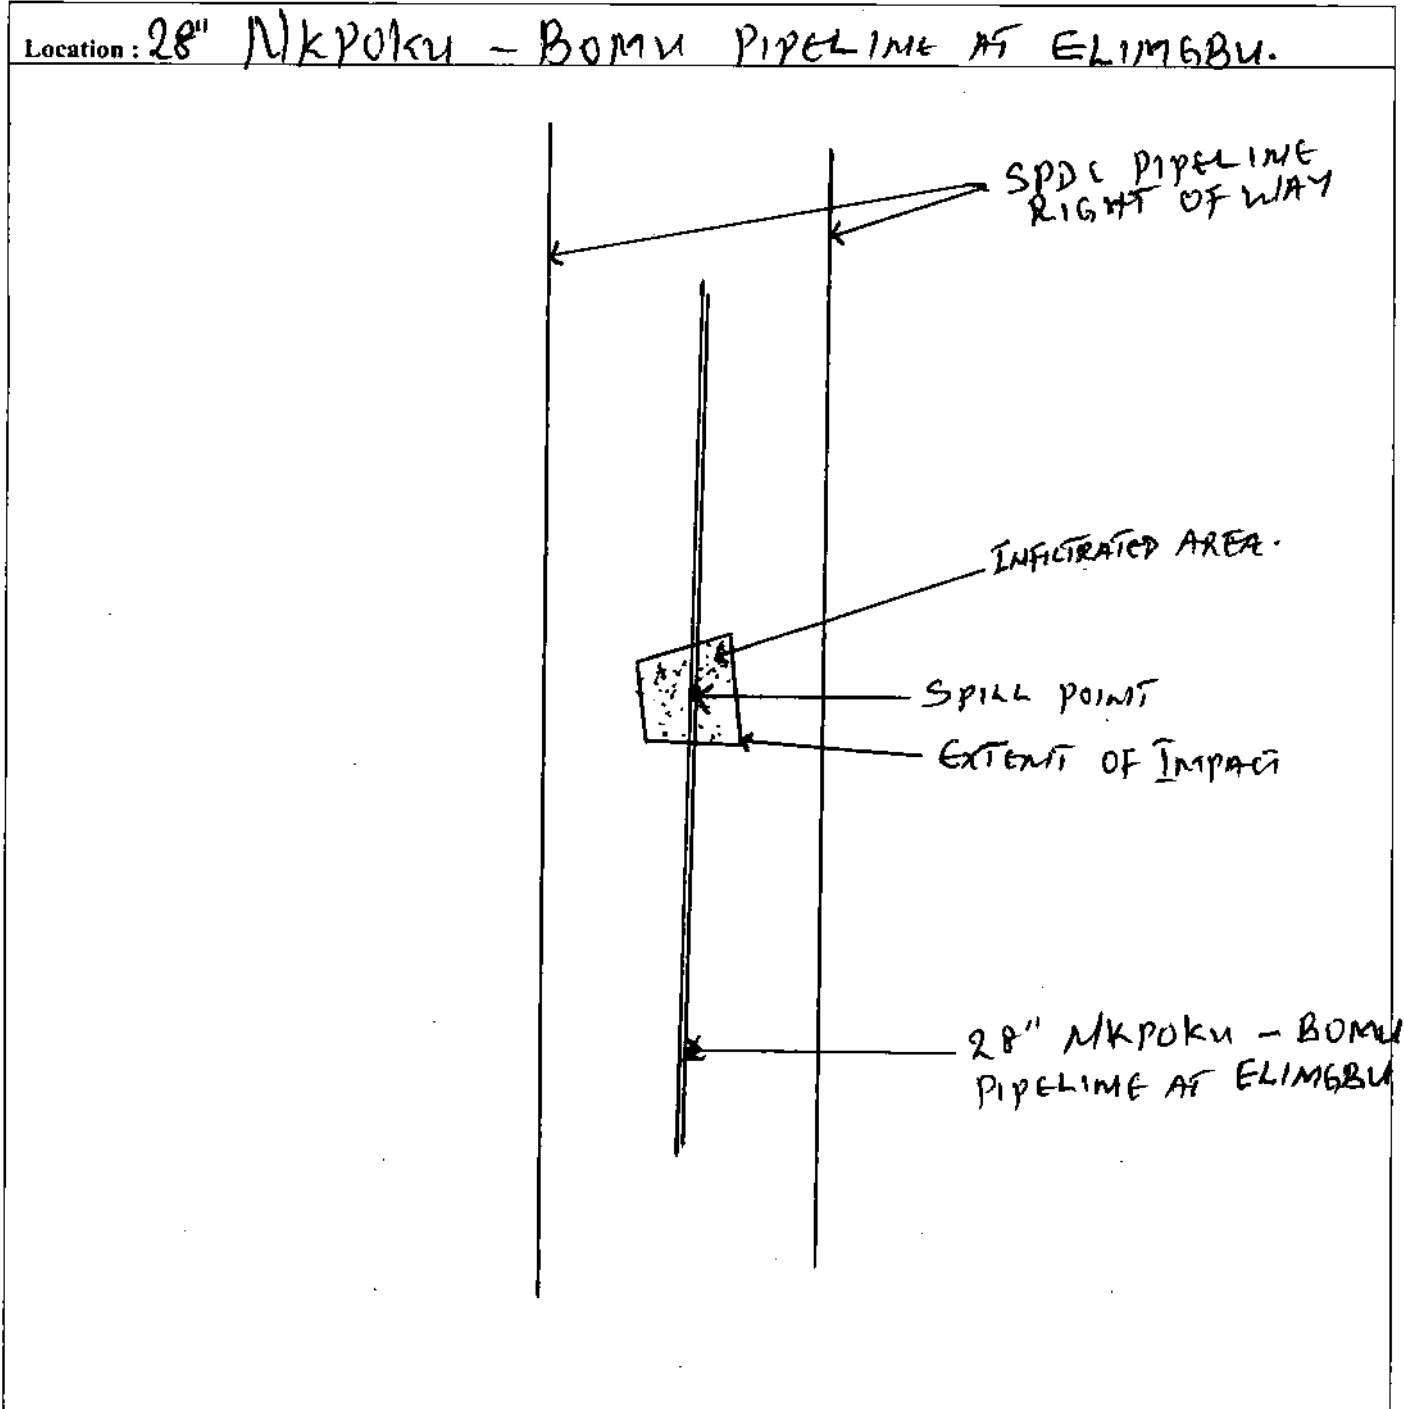 Location : 28" NKPOKU - BOMU PIPELINE AT ELIMGBU.
SPDC PIPELINE
RIGHT OF WAY
INFILTRATED AREA.
SPILL POINT
EXTENT OF IMPACT
28" NKPOKU - BOMU
PIPELINE AT ELIMGBU